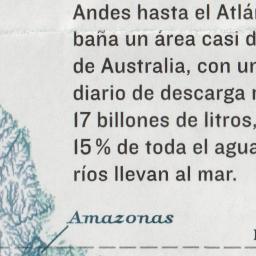 Andes hasta el Atlá
baña un área casi d
de Australia, con un
diario de descarga
17 billones de litros,
15 % de toda el agua
ríos llevan al mar.
Amazonas